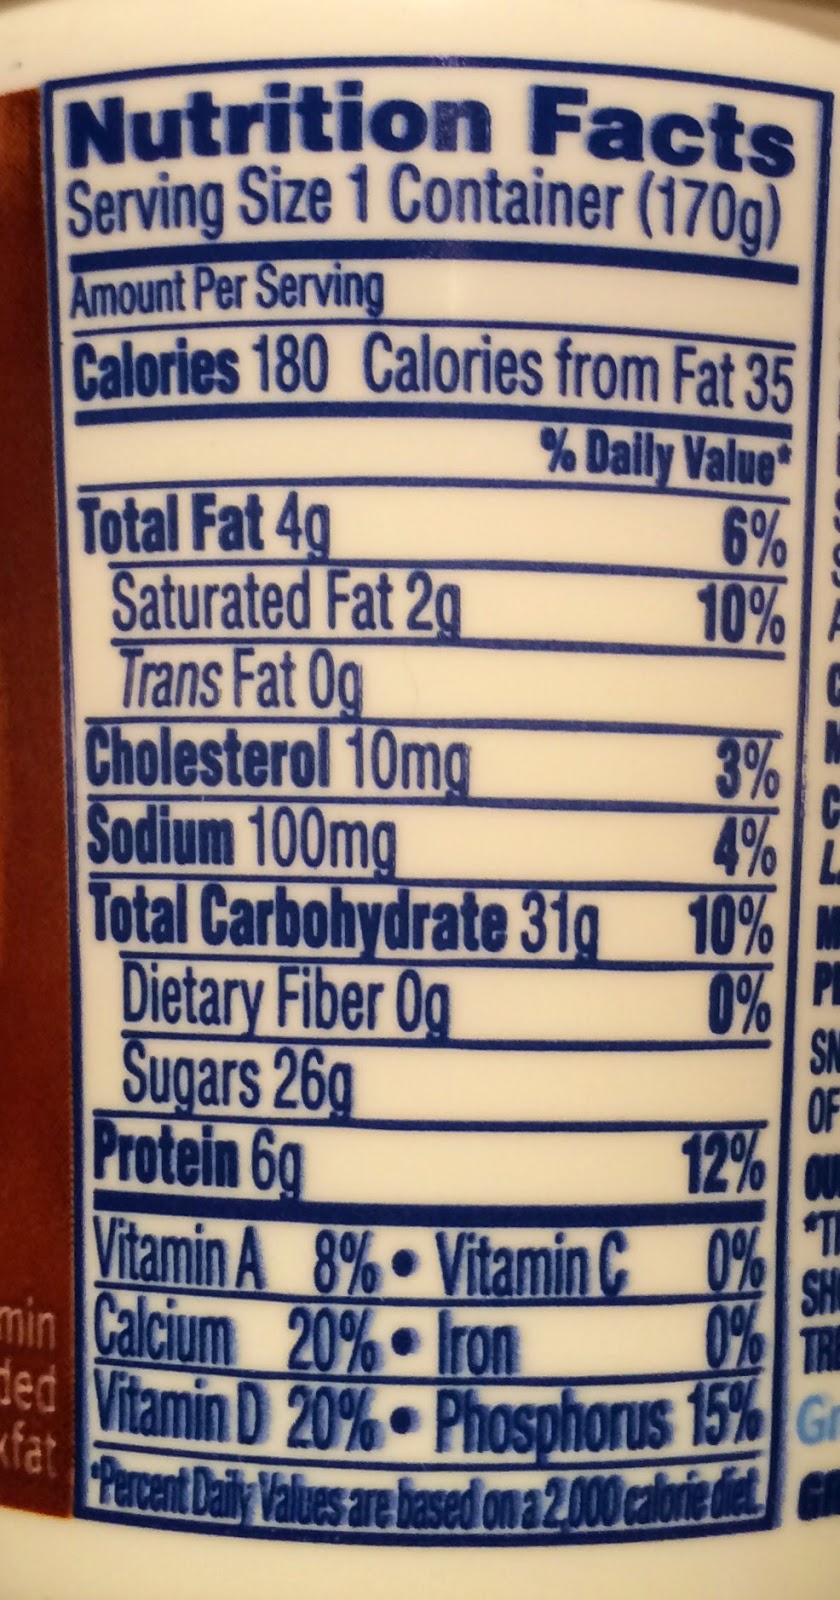 Nutrition Facts
Serving Size 1 Container (170g)
Amount Per Serving
Calories 180 Calories from Fat 35
% Daily Value*
Total Fat 4g 6%
Saturated Fat 2g 10%
Trans Fat 0g
Cholesterol 10mg 3%
Sodium 100mg 4%
Total Carbohydrate 31g 10%
Dietary Fiber 0g 0%
Sugars 26g
Protein 6g 12%
Vitamin A 8% • Vitamin C 0%
Calcium 20% • Iron 0%
Vitamin D 20% • Phosphorus 15%
*Percent Daily Values are based on a 2,000 calorie diet.